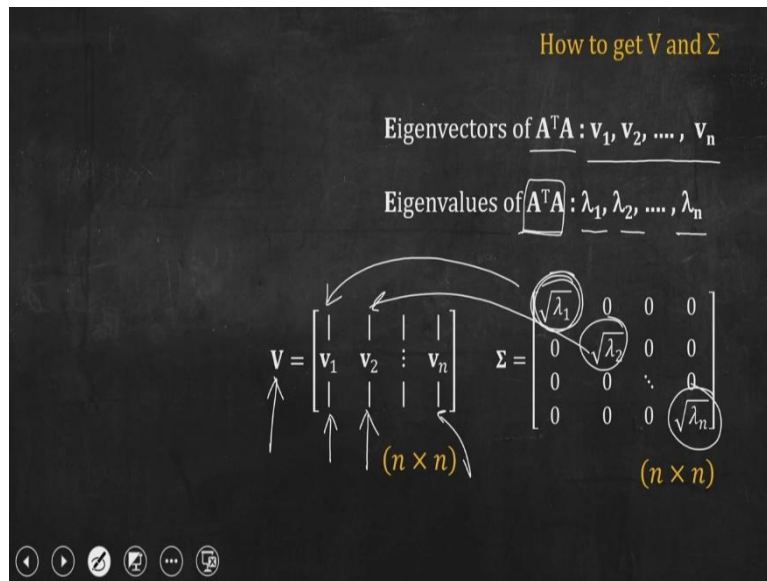 How to get V and Σ
Eigenvectors of AᵀA : v₁, v₂, ...., vₙ
Eigenvalues of AᵀA : λ₁, λ₂, ...., λₙ
V = [ v₁ v₂ ⋮ vₙ ] (n × n)
Σ = [ √λ₁ 0 0 0
0 √λ₂ 0 0
0 0 ⋱ 0
0 0 0 √λₙ ]
(n × n)